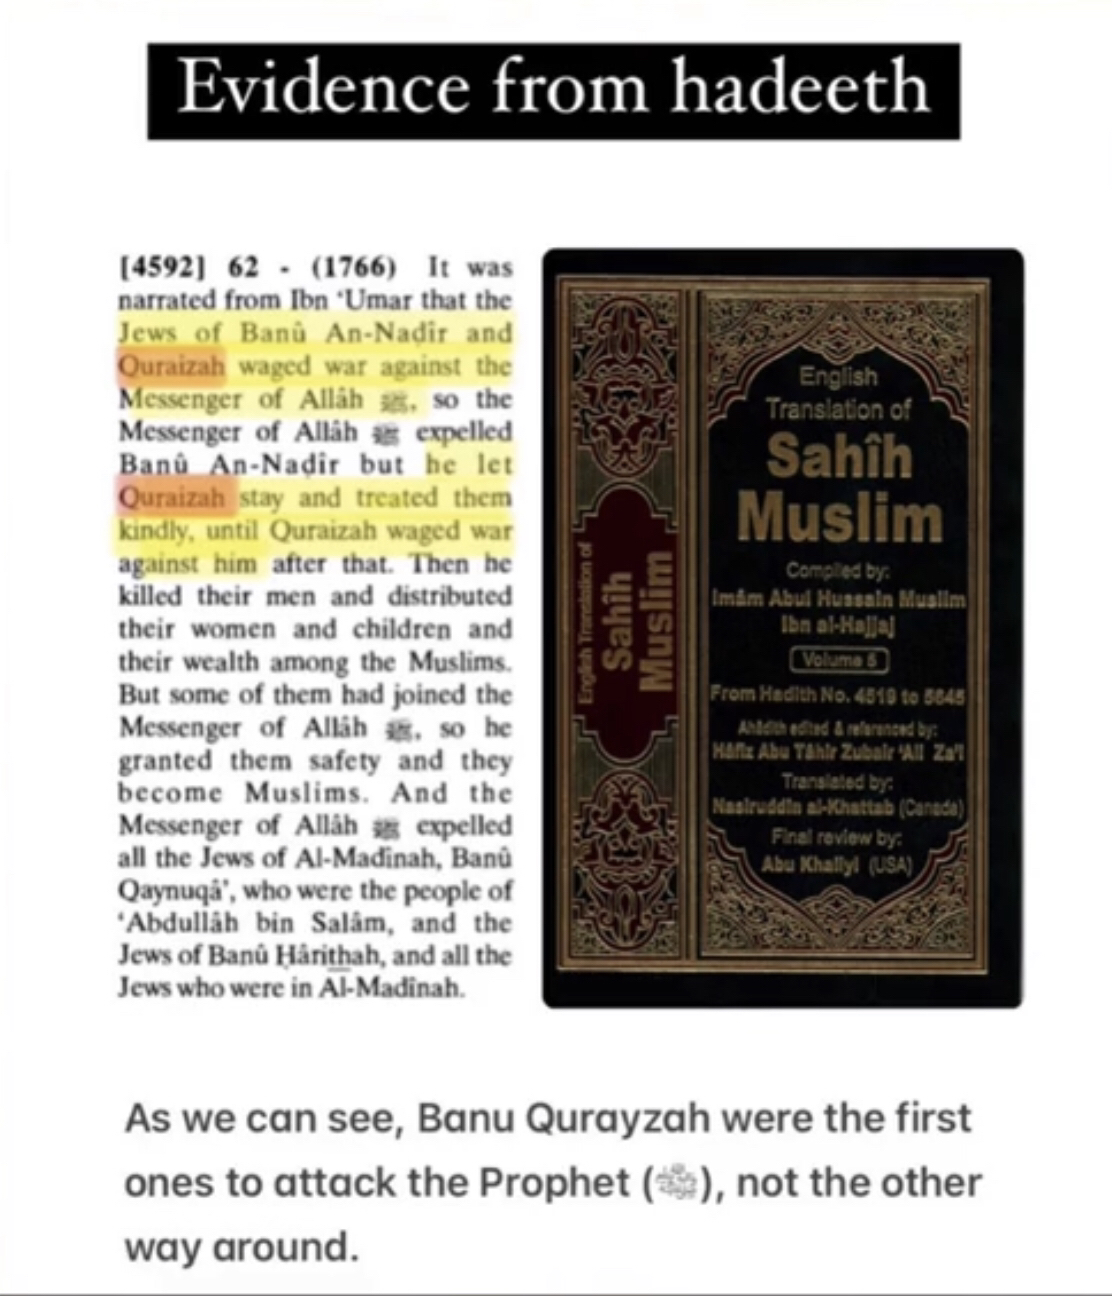 Evidence from hadeeth
[4592] 62 - (1766) It was
narrated from Ibn ‘Umar that the
Jews of Banû An-Naḍîr and
Quraizah waged war against the
Messenger of Allâh ﷺ, so the
Messenger of Allâh ﷺ expelled
Banû An-Naḍîr but he let
Quraizah stay and treated them
kindly, until Quraizah waged war
against him after that. Then he
killed their men and distributed
their women and children and
their wealth among the Muslims.
But some of them had joined the
Messenger of Allâh ﷺ, so he
granted them safety and they
become Muslims. And the
Messenger of Allâh ﷺ expelled
all the Jews of Al-Madînah, Banû
Qaynuqâ’, who were the people of
‘Abdullâh bin Salâm, and the
Jews of Banû Ḥârithah, and all the
Jews who were in Al-Madînah.
English Translation of
Sahîh
Muslim
English
Translation of
Sahîh
Muslim
Compiled by:
Imâm Abul Hussain Muslim
Ibn al-Hajjaj
Volume 5
From Hadith No. 4519 to 5645
Ahâdith edited & referenced by:
Hâfiz Abu Tâhir Zubair 'Ali Za'i
Translated by:
Nasiruddin al-Khattab (Canada)
Final review by:
Abu Khaliyl (USA)
As we can see, Banu Qurayzah were the first
ones to attack the Prophet (ﷺ), not the other
way around.